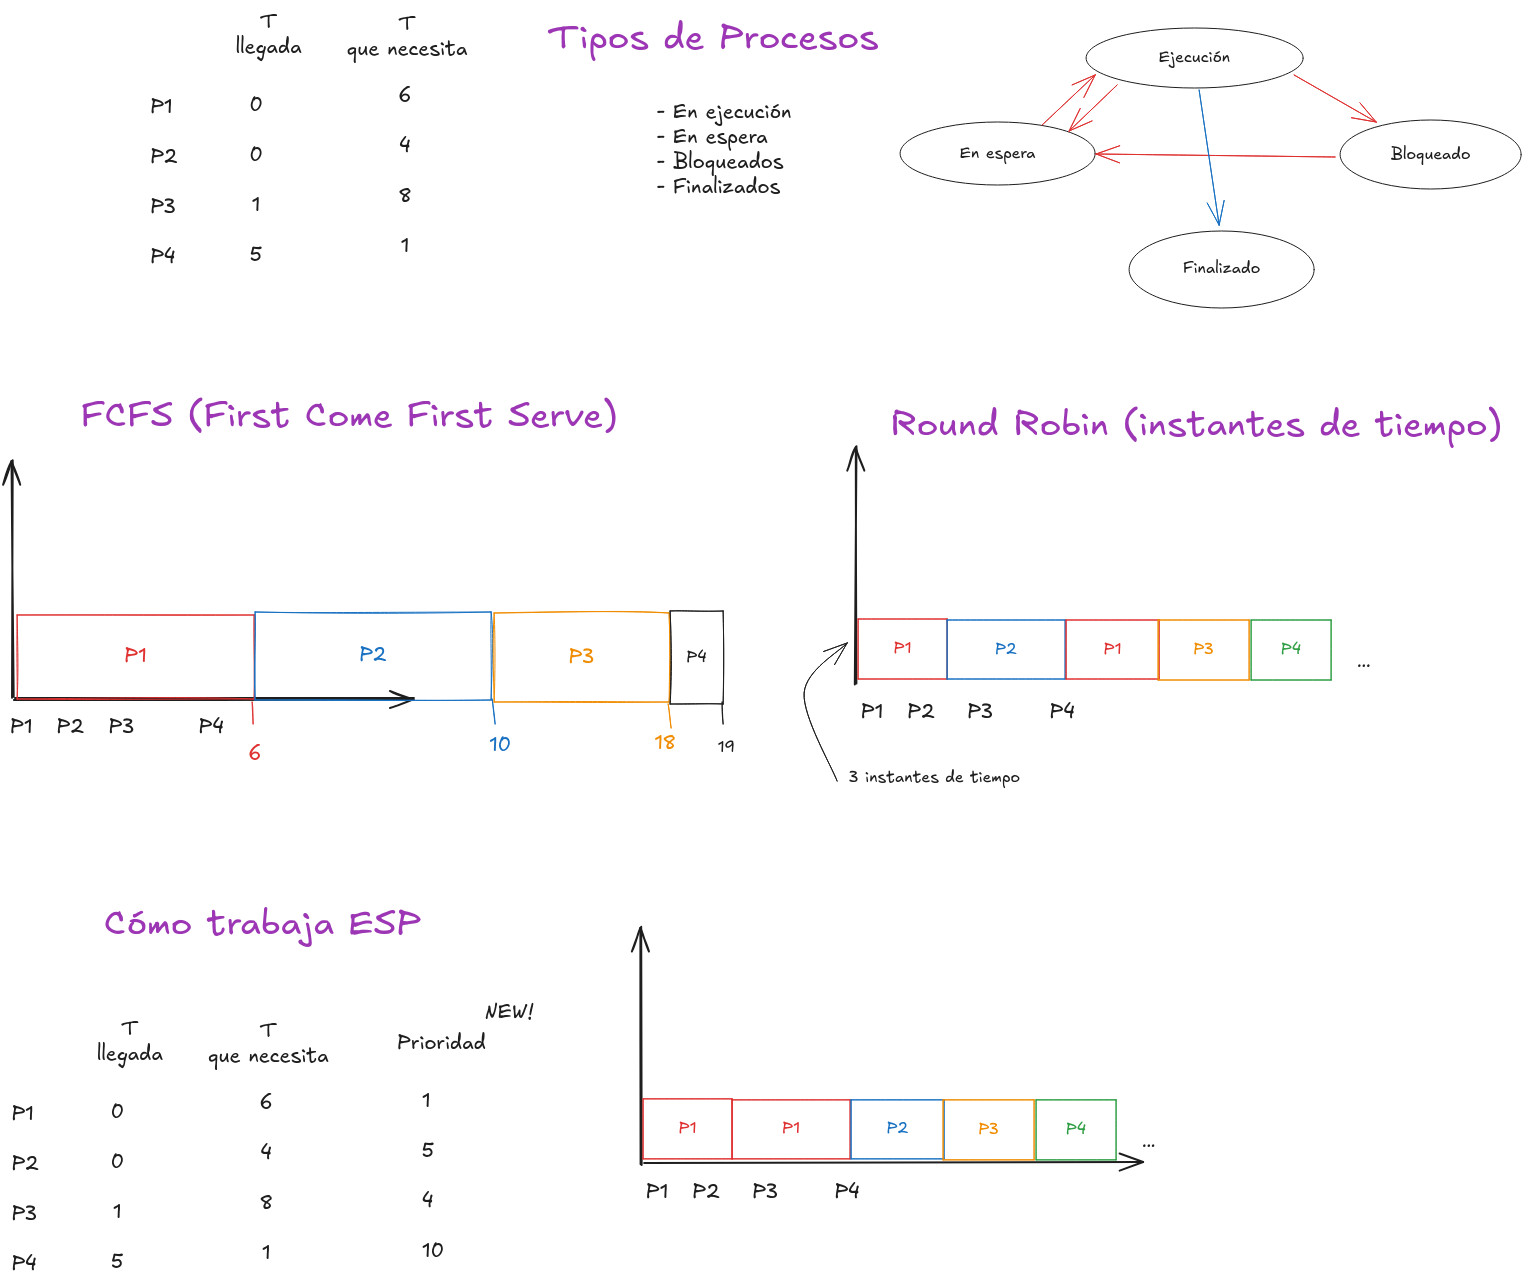 T T
llegada que necesita
P1 0 6
P2 0 4
P3 1 8
P4 5 1
Tipos de Procesos
- En ejecución
- En espera
- Bloqueados
- Finalizados
Ejecución
En espera
Bloqueado
Finalizado
FCFS (First Come First Serve)
P1 P2 P3 P4
P1 P2 P3 P4
6 10 18 19
Round Robin (instantes de tiempo)
P1 P2 P1 P3 P4 ...
P1 P2 P3 P4
3 instantes de tiempo
Cómo trabaja ESP
NEW!
T T Prioridad
llegada que necesita
P1 0 6 1
P2 0 4 5
P3 1 8 4
P4 5 1 10
P1 P1 P2 P3 P4 ...
P1 P2 P3 P4